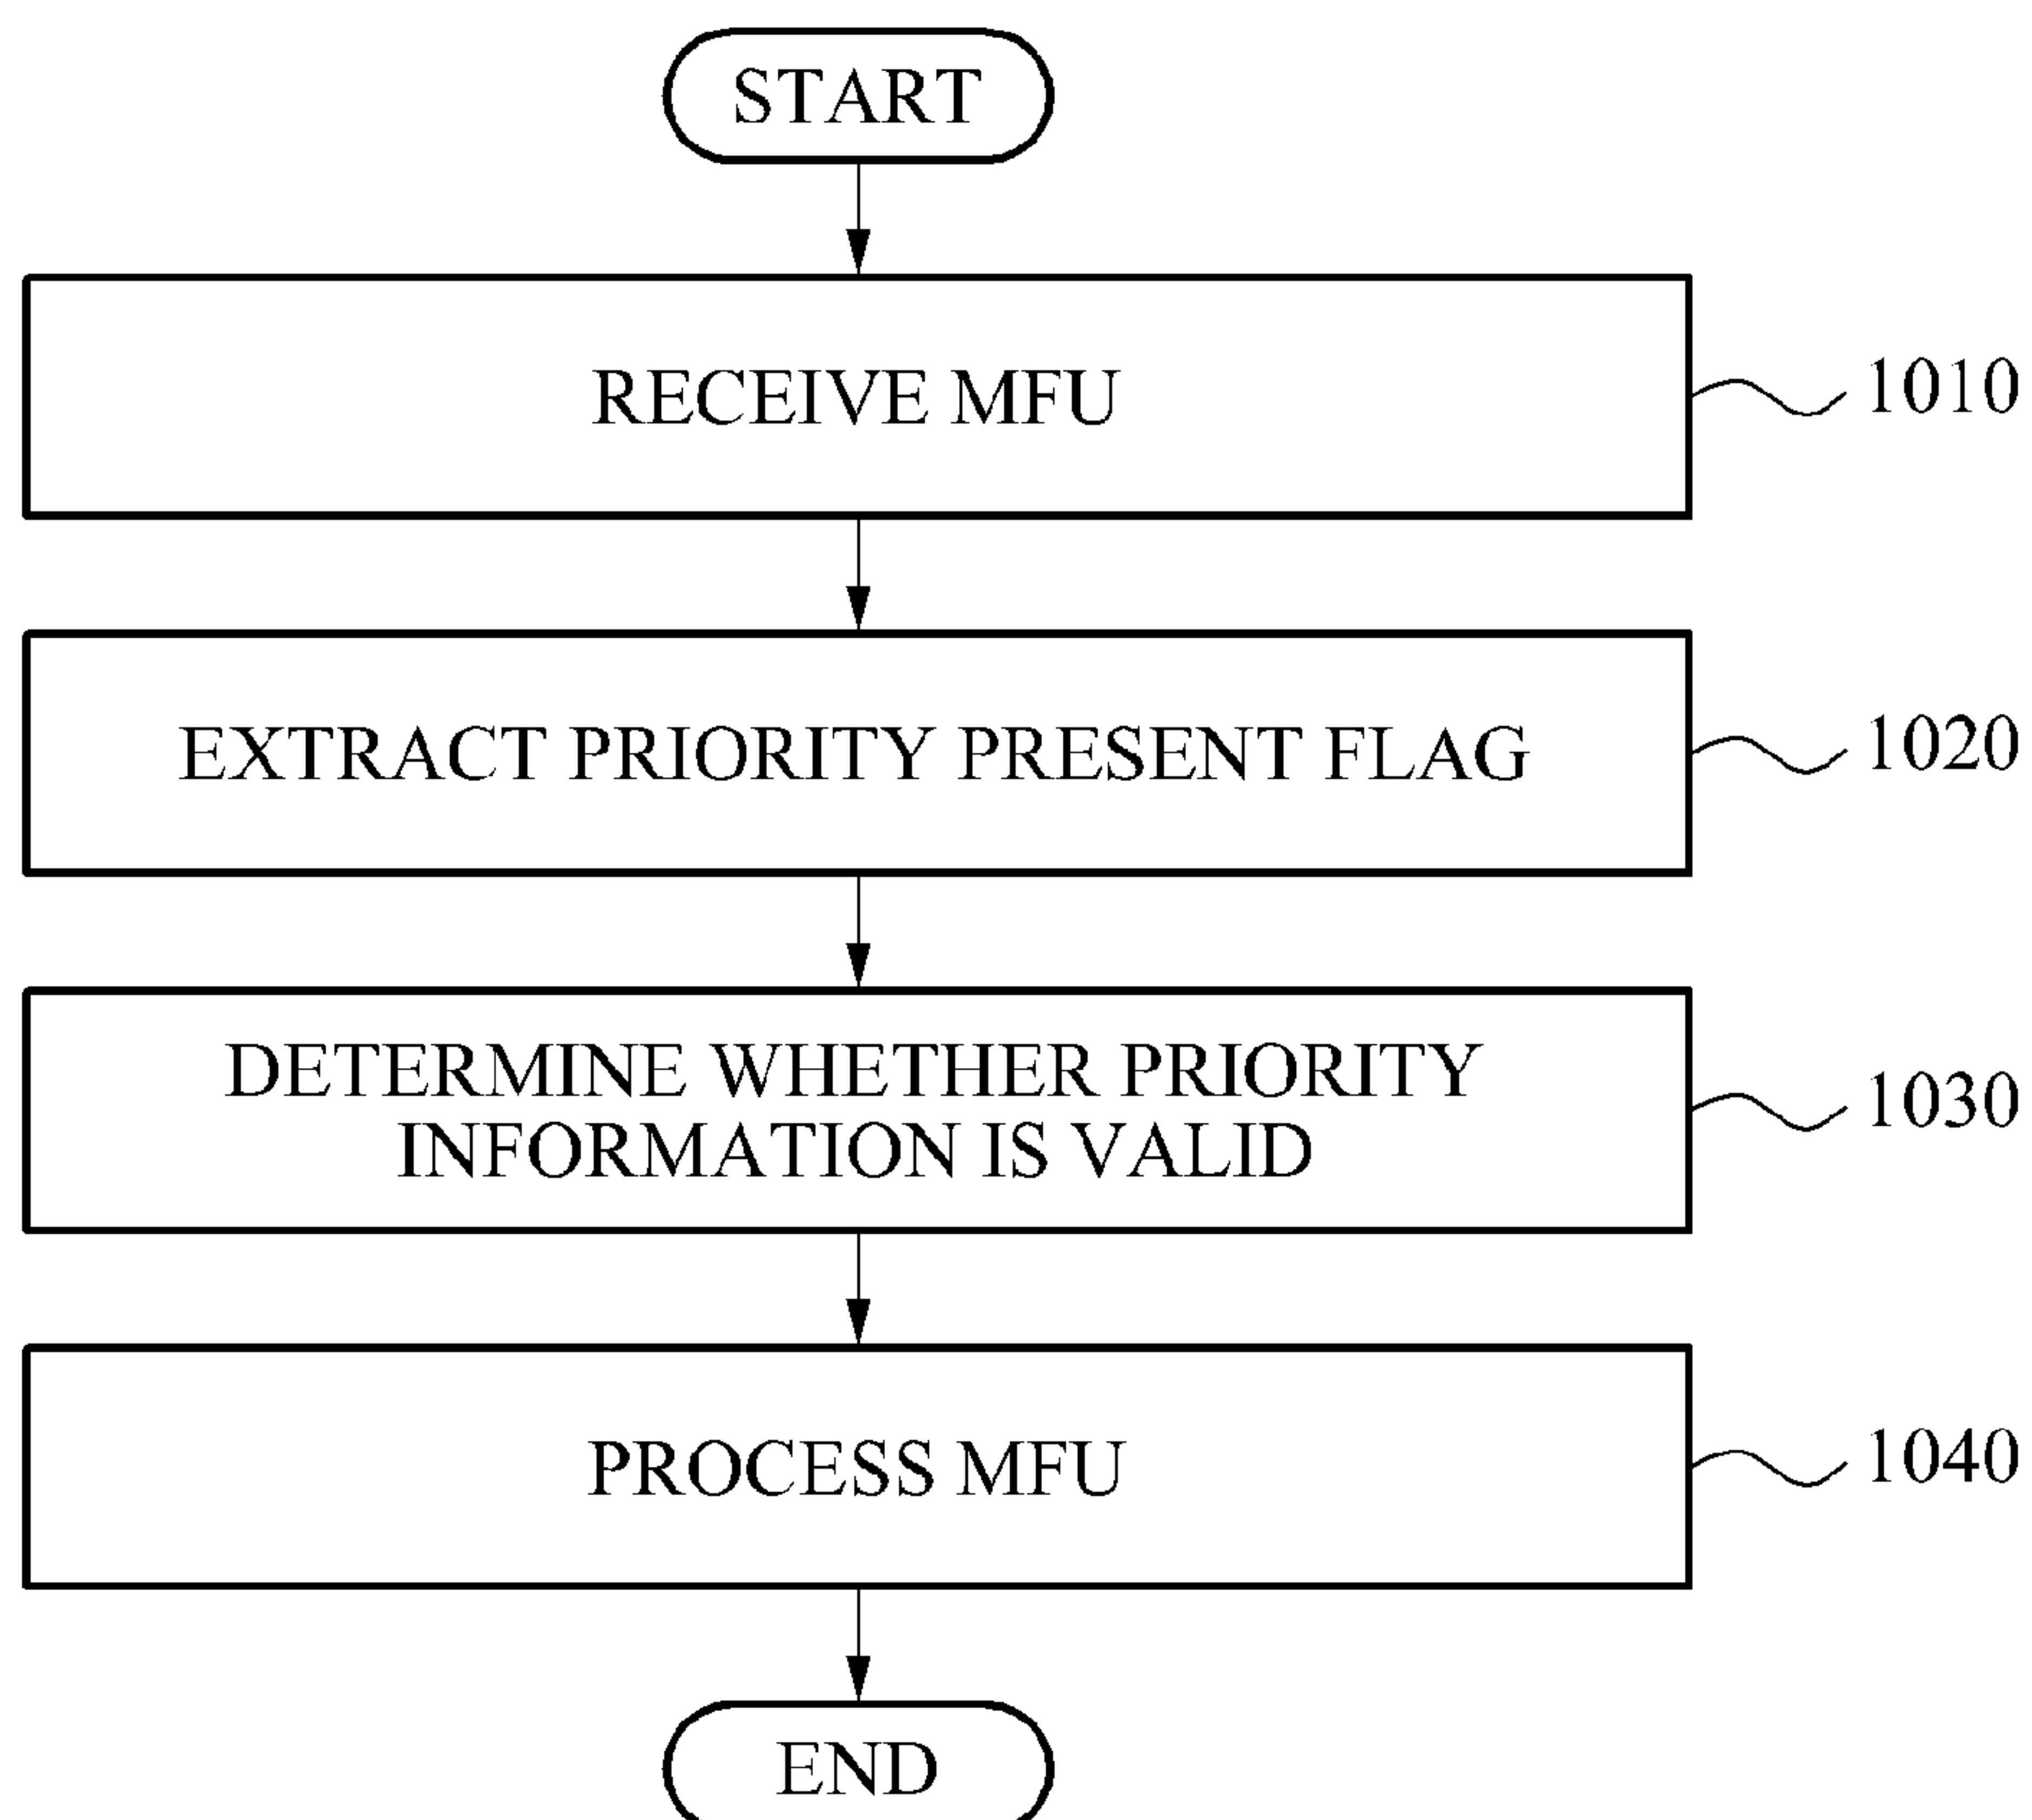 START
RECEIVE MFU
1010
EXTRACT PRIORITY PRESENT FLAG
1020
DETERMINE WHETHER PRIORITY
INFORMATION IS VALID
1030
PROCESS MFU
1040
END